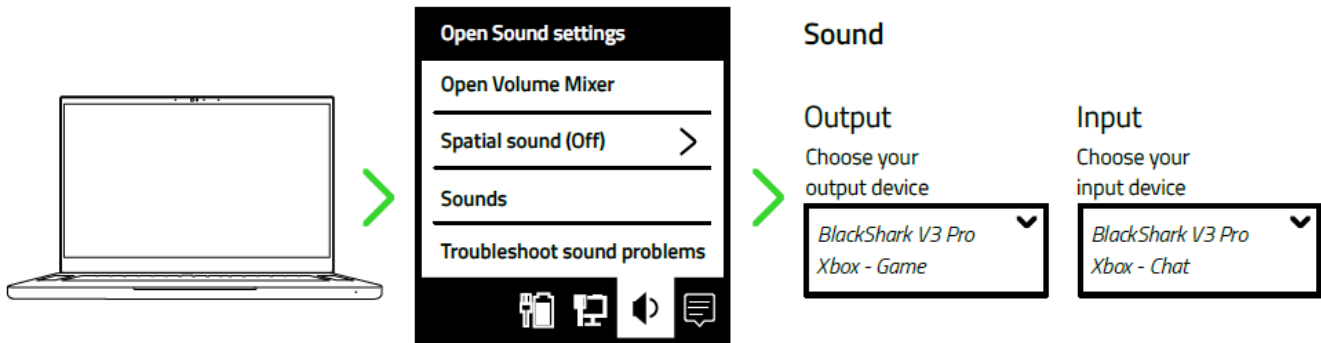 Open Sound settings
Open Volume Mixer
Spatial sound (Off)
Sounds
Troubleshoot sound problems
Sound
Output
Choose your
output device
BlackShark V3 Pro
Xbox - Game
Input
Choose your
input device
BlackShark V3 Pro
Xbox - Chat